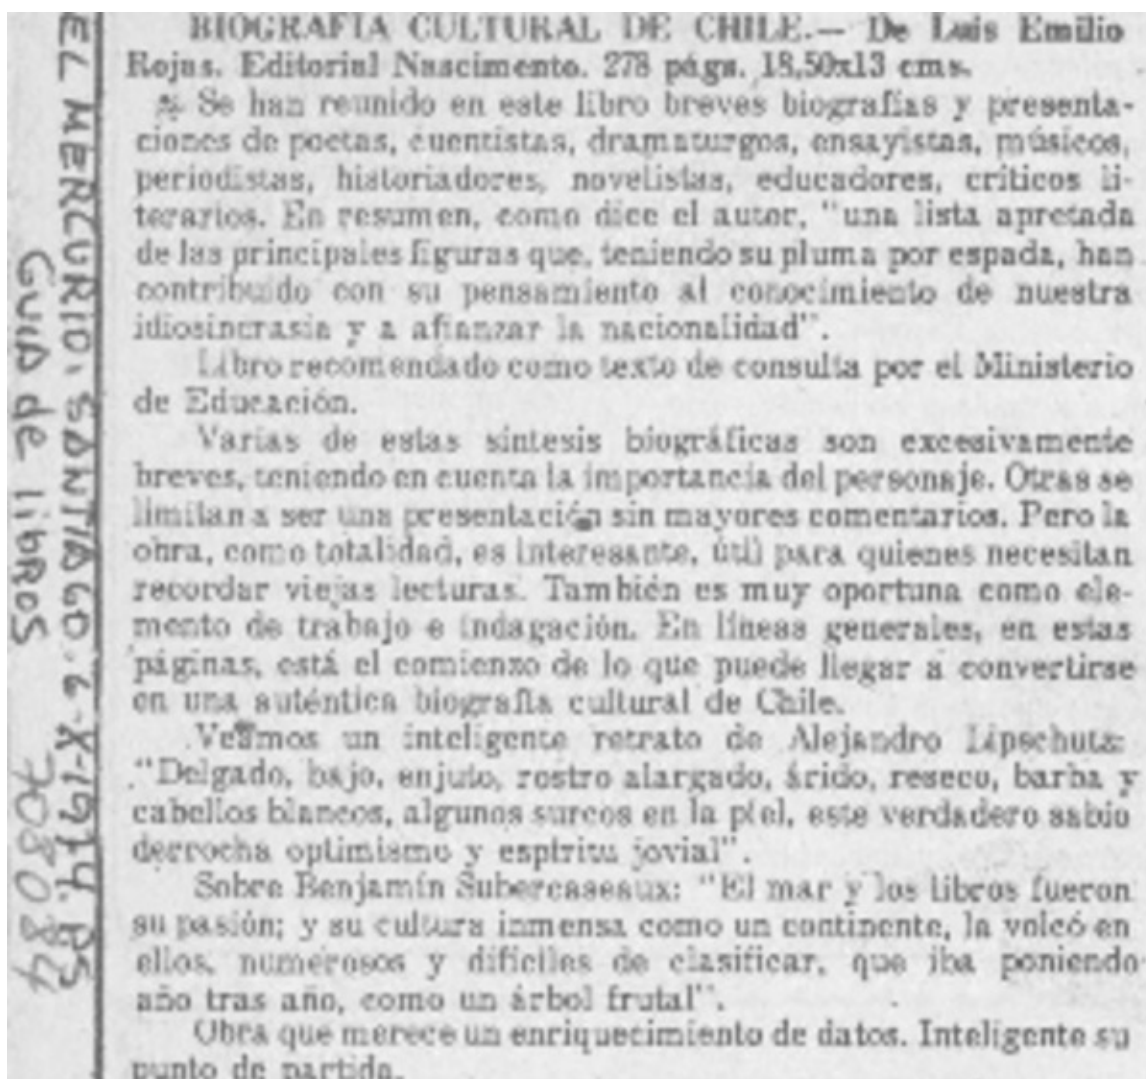 BIOGRAFIA CULTURAL DE CHILE.— De Luis Emilio
Rojas. Editorial Nascimento. 278 págs. 18,50x13 cms.
Se han reunido en este libro breves biografías y presenta-
ciones de poetas, cuentistas, dramaturgos, ensayistas, músicos,
periodistas, historiadores, novelistas, educadores, críticos li-
terarios. En resumen, como dice el autor, "una lista apretada
de las principales figuras que, teniendo su pluma por espada, han
contribuido con su pensamiento al conocimiento de nuestra
idiosincrasia y a afianzar la nacionalidad".
Libro recomendado como texto de consulta por el Ministerio
de Educación.
Varias de estas síntesis biográficas son excesivamente
breves, teniendo en cuenta la importancia del personaje. Otras se
limitan a ser una presentación sin mayores comentarios. Pero la
obra, como totalidad, es interesante, útil para quienes necesitan
recordar viejas lecturas. También es muy oportuna como ele-
mento de trabajo e indagación. En líneas generales, en estas
páginas, está el comienzo de lo que puede llegar a convertirse
en una auténtica biografía cultural de Chile.
Veamos un inteligente retrato de Alejandro Lipschutz:
"Delgado, bajo, enjuto, rostro alargado, árido, reseco, barba y
cabellos blancos, algunos surcos en la piel, este verdadero sabio
derrocha optimismo y espíritu jovial".
Sobre Benjamín Subercaseaux: "El mar y los libros fueron
su pasión; y su cultura inmensa como un continente, la volcó en
ellos, numerosos y difíciles de clasificar, que iba poniendo
año tras año, como un árbol frutal".
Obra que merece un enriquecimiento de datos. Inteligente su
punto de partida.
EL MERCURIO, SANTIAGO. 6-X-1974. P5
GUIA de libROS 708084